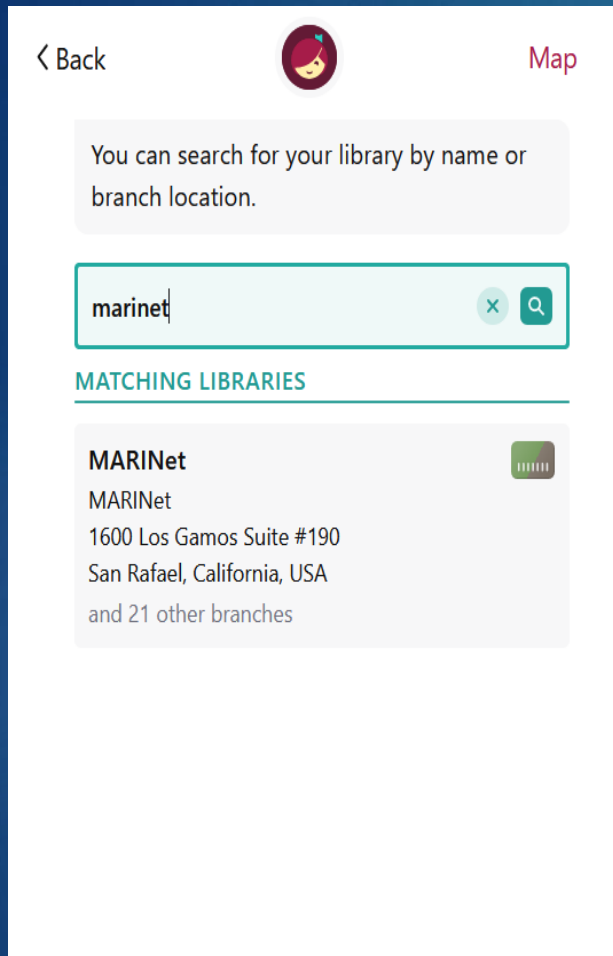 Back
Map
You can search for your library by name or
branch location.
marinet
MATCHING LIBRARIES
MARINet
MARINet
1600 Los Gamos Suite #190
San Rafael, California, USA
and 21 other branches